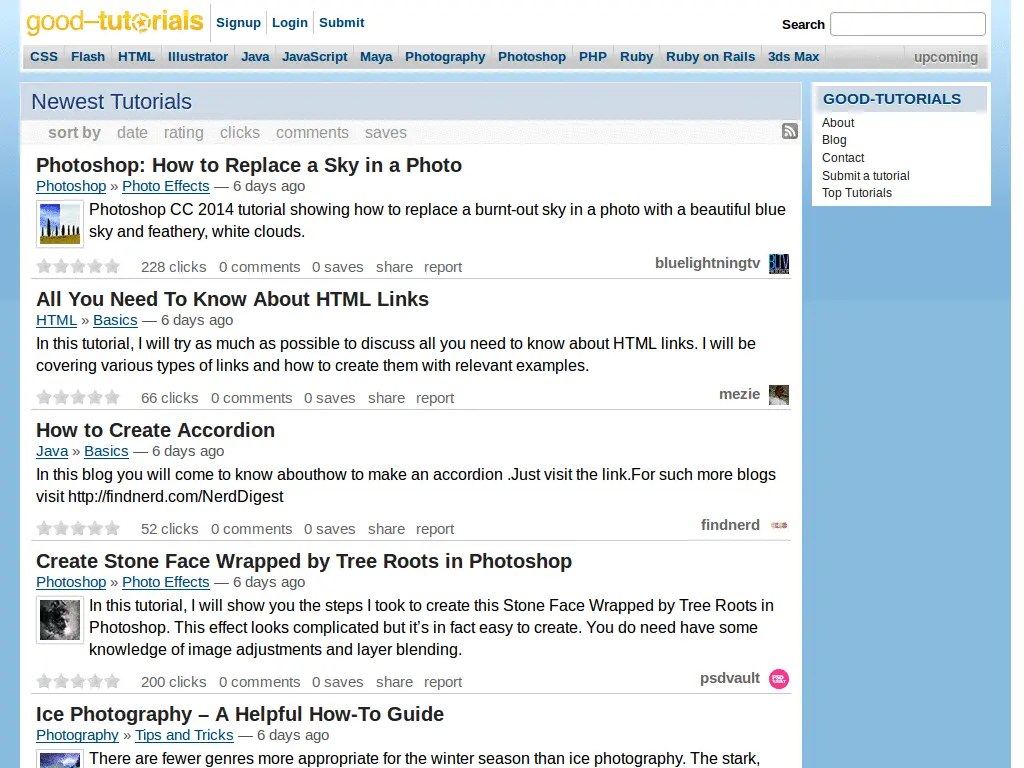 good-tutorials Signup Login Submit Search
CSS Flash HTML Illustrator Java JavaScript Maya Photography Photoshop PHP Ruby Ruby on Rails 3ds Max upcoming
Newest Tutorials
sort by date rating clicks comments saves
Photoshop: How to Replace a Sky in a Photo
Photoshop » Photo Effects — 6 days ago
Photoshop CC 2014 tutorial showing how to replace a burnt-out sky in a photo with a beautiful blue
sky and feathery, white clouds.
228 clicks 0 comments 0 saves share report bluelightningtv
All You Need To Know About HTML Links
HTML » Basics — 6 days ago
In this tutorial, I will try as much as possible to discuss all you need to know about HTML links. I will be
covering various types of links and how to create them with relevant examples.
66 clicks 0 comments 0 saves share report mezie
How to Create Accordion
Java » Basics — 6 days ago
In this blog you will come to know abouthow to make an accordion .Just visit the link.For such more blogs
visit http://findnerd.com/NerdDigest
52 clicks 0 comments 0 saves share report findnerd
Create Stone Face Wrapped by Tree Roots in Photoshop
Photoshop » Photo Effects — 6 days ago
In this tutorial, I will show you the steps I took to create this Stone Face Wrapped by Tree Roots in
Photoshop. This effect looks complicated but it’s in fact easy to create. You do need have some
knowledge of image adjustments and layer blending.
200 clicks 0 comments 0 saves share report psdvault
Ice Photography – A Helpful How-To Guide
Photography » Tips and Tricks — 6 days ago
There are fewer genres more appropriate for the winter season than ice photography. The stark,
GOOD-TUTORIALS
About
Blog
Contact
Submit a tutorial
Top Tutorials